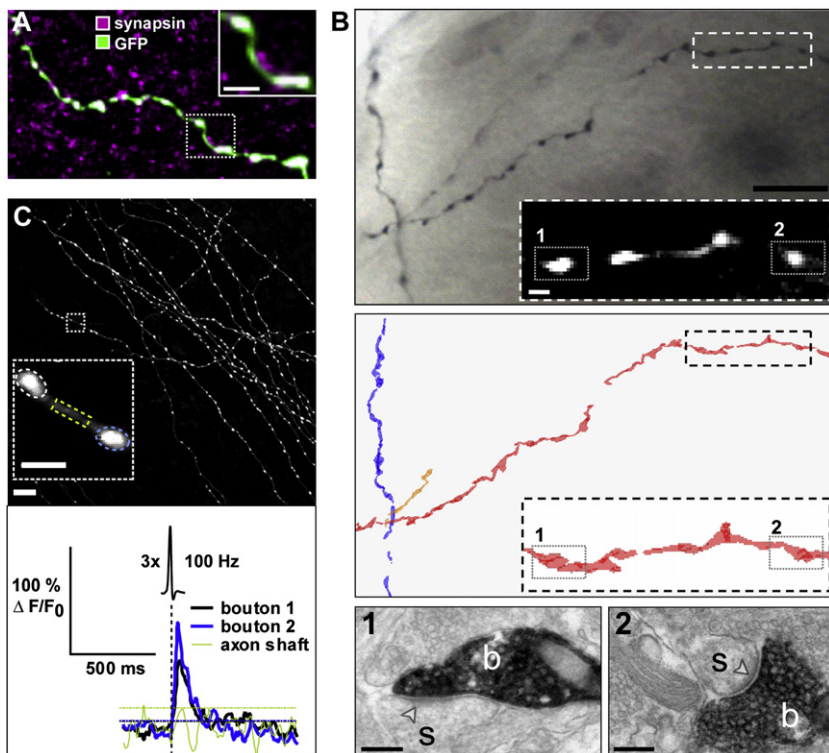 A
synapsin
GFP
B
1
2
C
3x 100 Hz
100 %
Δ F/F0
500 ms
bouton 1
bouton 2
axon shaft
1
2
1
b
S
2
S
b